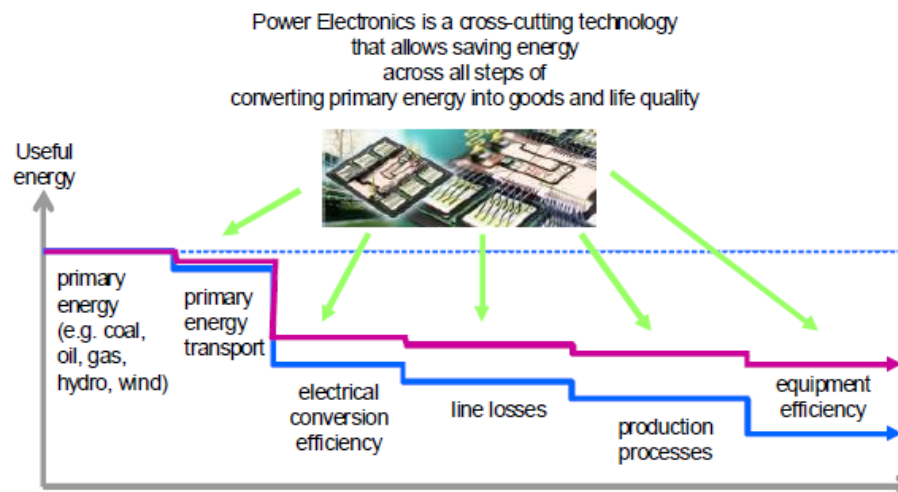 Power Electronics is a cross-cutting technology
that allows saving energy
across all steps of
converting primary energy into goods and life quality
Useful
energy
primary
energy
(e.g. coal,
oil, gas,
hydro, wind)
primary
energy
transport
electrical
conversion
efficiency
line losses
production
processes
equipment
efficiency